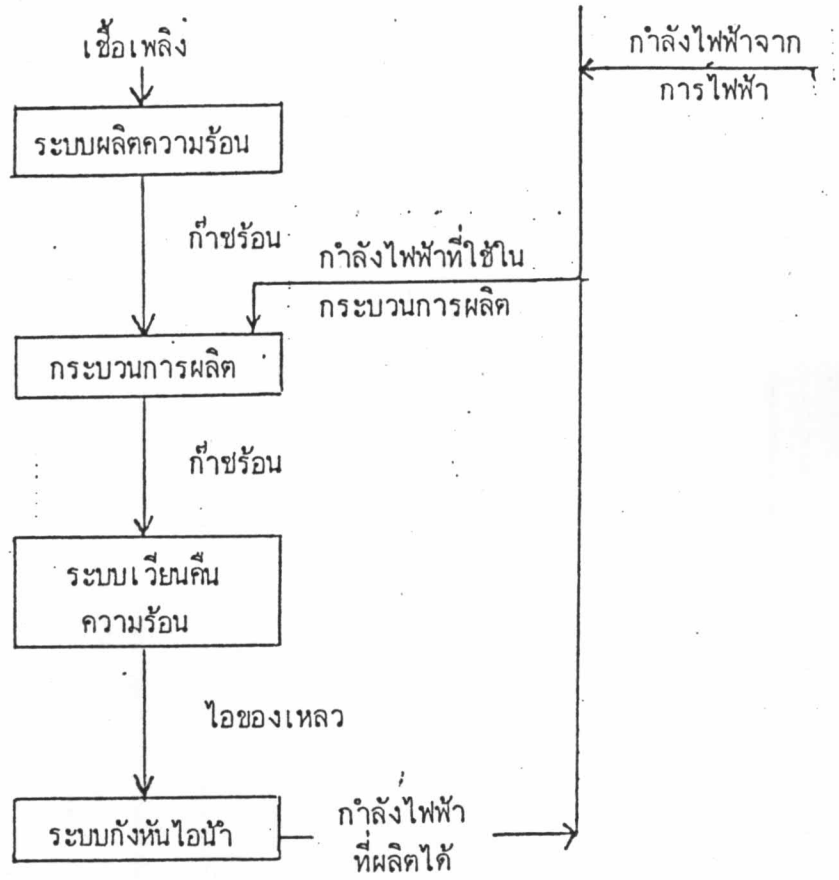 เชื้อเพลิง
กำลังไฟฟ้าจาก
การไฟฟ้า
ระบบผลิตความร้อน
ก๊าซร้อน
กำลังไฟฟ้าที่ใช้ใน
กระบวนการผลิต
กระบวนการผลิต
ก๊าซร้อน
ระบบเวียนคืน
ความร้อน
ไอของเหลว
ระบบกังหันไอน้ำ
กำลังไฟฟ้า
ที่ผลิตได้